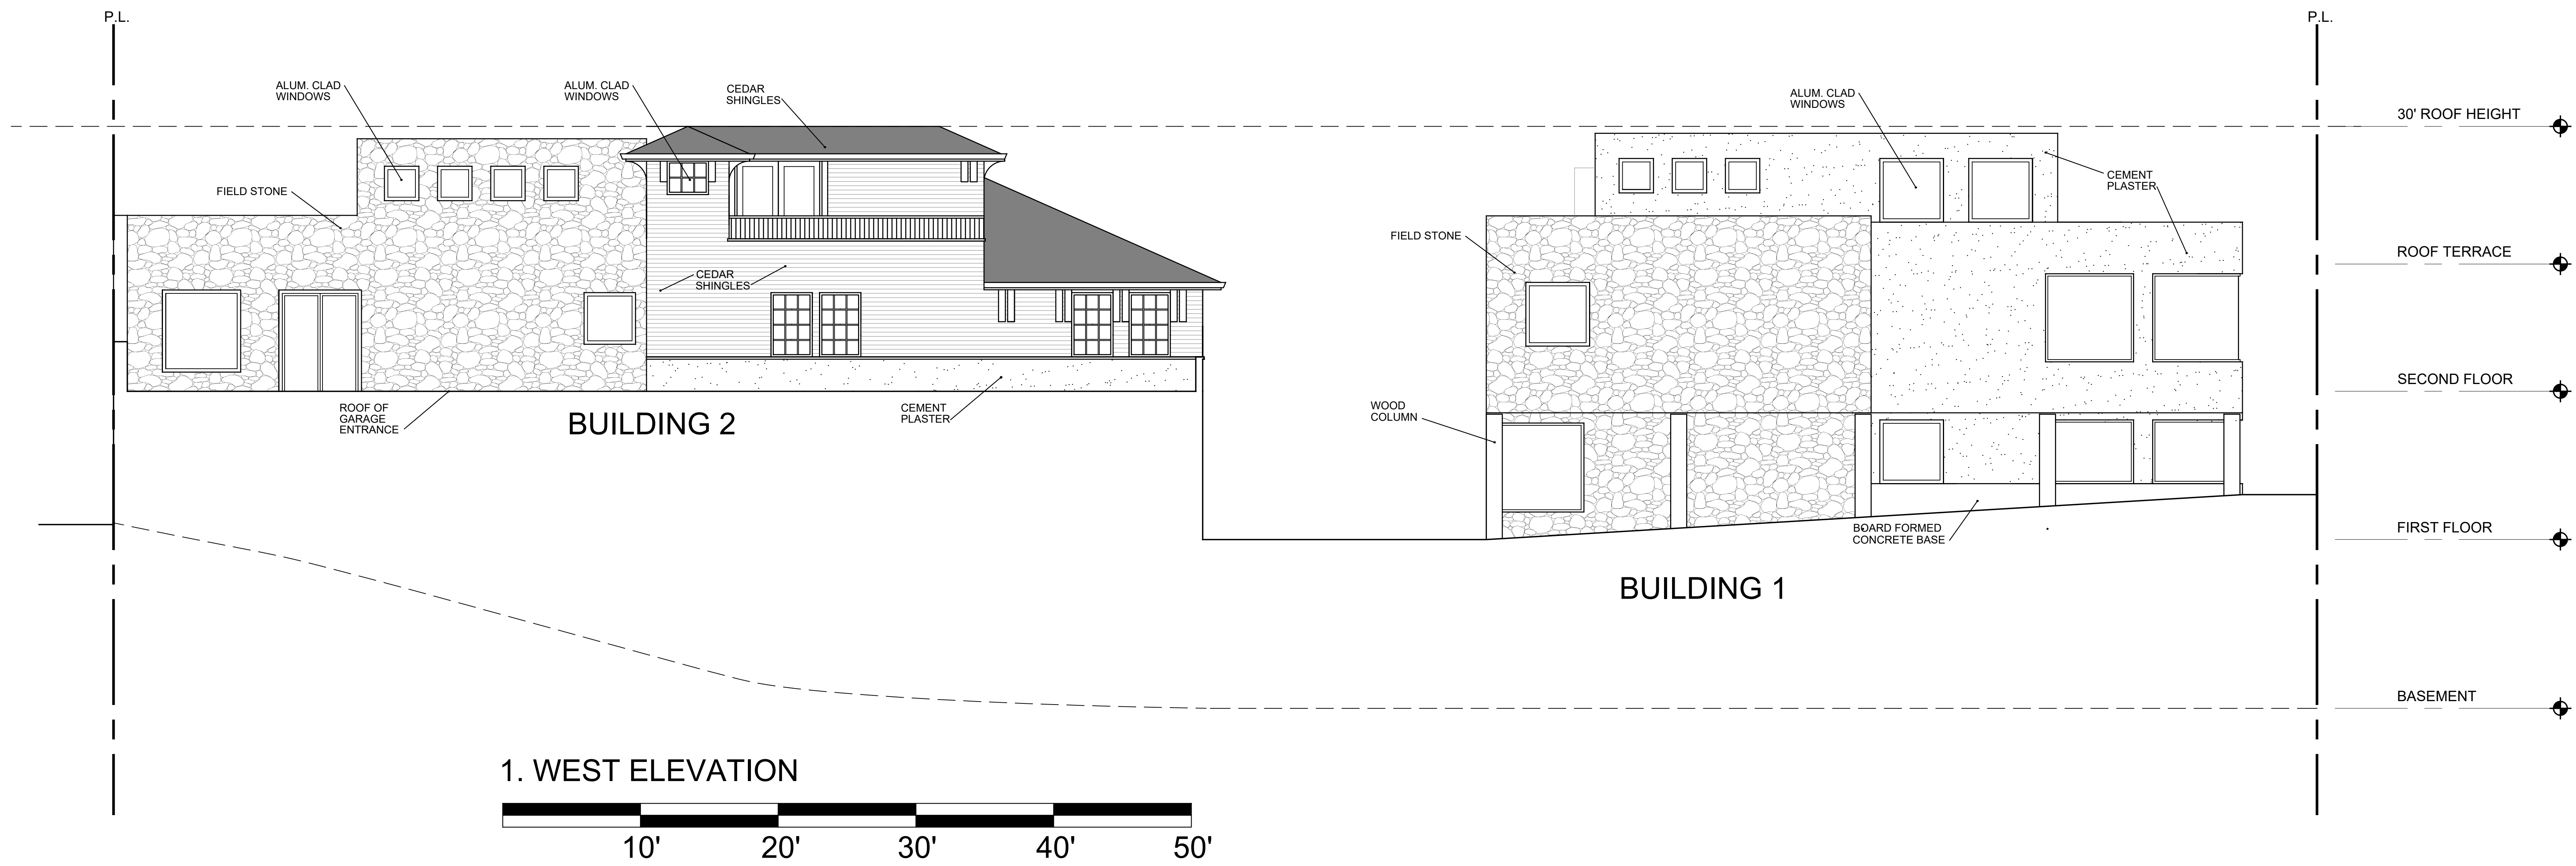 P.L.
P.L.
ALUM. CLAD
WINDOWS
ALUM. CLAD
WINDOWS
CEDAR
SHINGLES
ALUM. CLAD
WINDOWS
30' ROOF HEIGHT
FIELD STONE
CEMENT
PLASTER
FIELD STONE
ROOF TERRACE
CEDAR
SHINGLES
SECOND FLOOR
ROOF OF
GARAGE
ENTRANCE
BUILDING 2
CEMENT
PLASTER
WOOD
COLUMN
BOARD FORMED
CONCRETE BASE
FIRST FLOOR
BUILDING 1
BASEMENT
1. WEST ELEVATION
10' 20' 30' 40' 50'